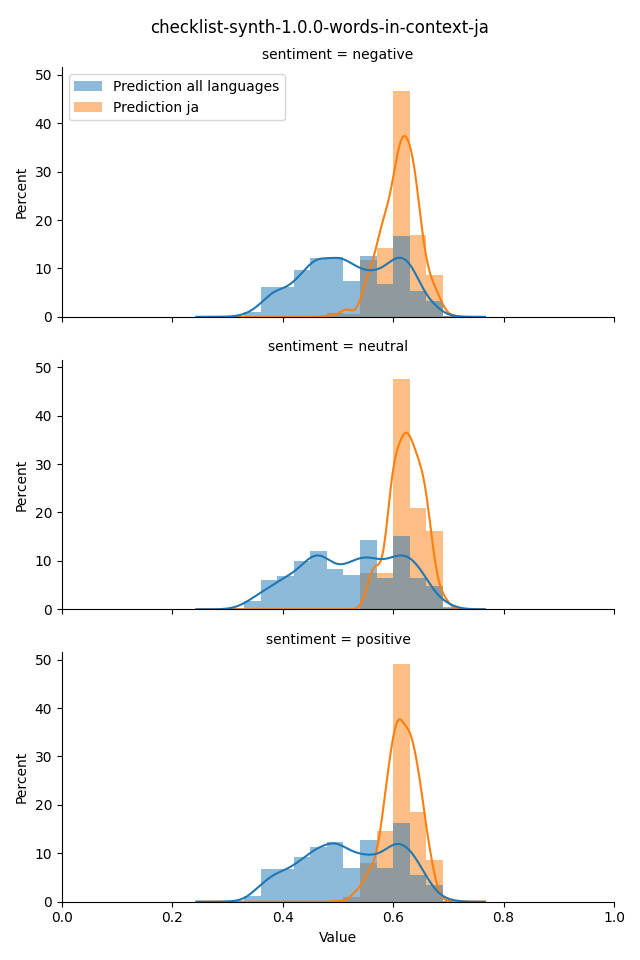 checklist-synth-1.0.0-words-in-context-ja
sentiment = negative
50
40
30
20
10
0
Percent
Prediction all languages
Prediction ja
sentiment = neutral
50
40
30
20
10
0
Percent
sentiment = positive
50
40
30
20
10
0
Percent
0.0 0.2 0.4 0.6 0.8 1.0
Value